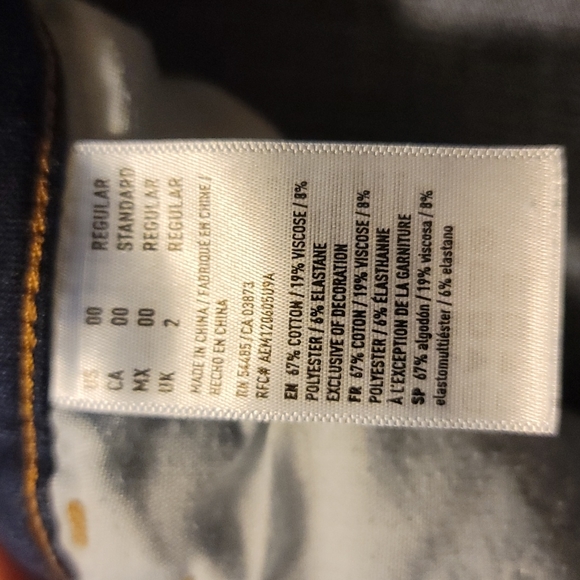 US 00 REGULAR
CA 00 STANDARD
MX 00 REGULAR
UK 2 REGULAR
MADE IN CHINA / FABRIQUÉ EN CHINE /
HECHO EN CHINA
RN 54485 / CA 03873
RFC# AEM120605U9A
EN 67% COTTON / 19% VISCOSE / 8%
POLYESTER / 6% ELASTANE
EXCLUSIVE OF DECORATION
FR 67% COTON / 19% VISCOSE / 8%
POLYESTER / 6% ÉLASTHANNE
À L'EXCEPTION DE LA GARNITURE
SP 67% algodón / 19% viscosa / 8%
elastomultiéster / 6% elastano